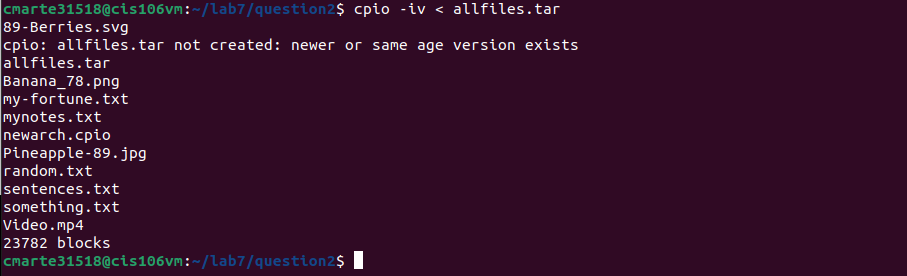 cmarte31518@cis106vm:~/lab7/question2$ cpio -iv < allfiles.tar
89-Berries.svg
cpio: allfiles.tar not created: newer or same age version exists
allfiles.tar
Banana_78.png
my-fortune.txt
mynotes.txt
newarch.cpio
Pineapple-89.jpg
random.txt
sentences.txt
something.txt
Video.mp4
23782 blocks
cmarte31518@cis106vm:~/lab7/question2$